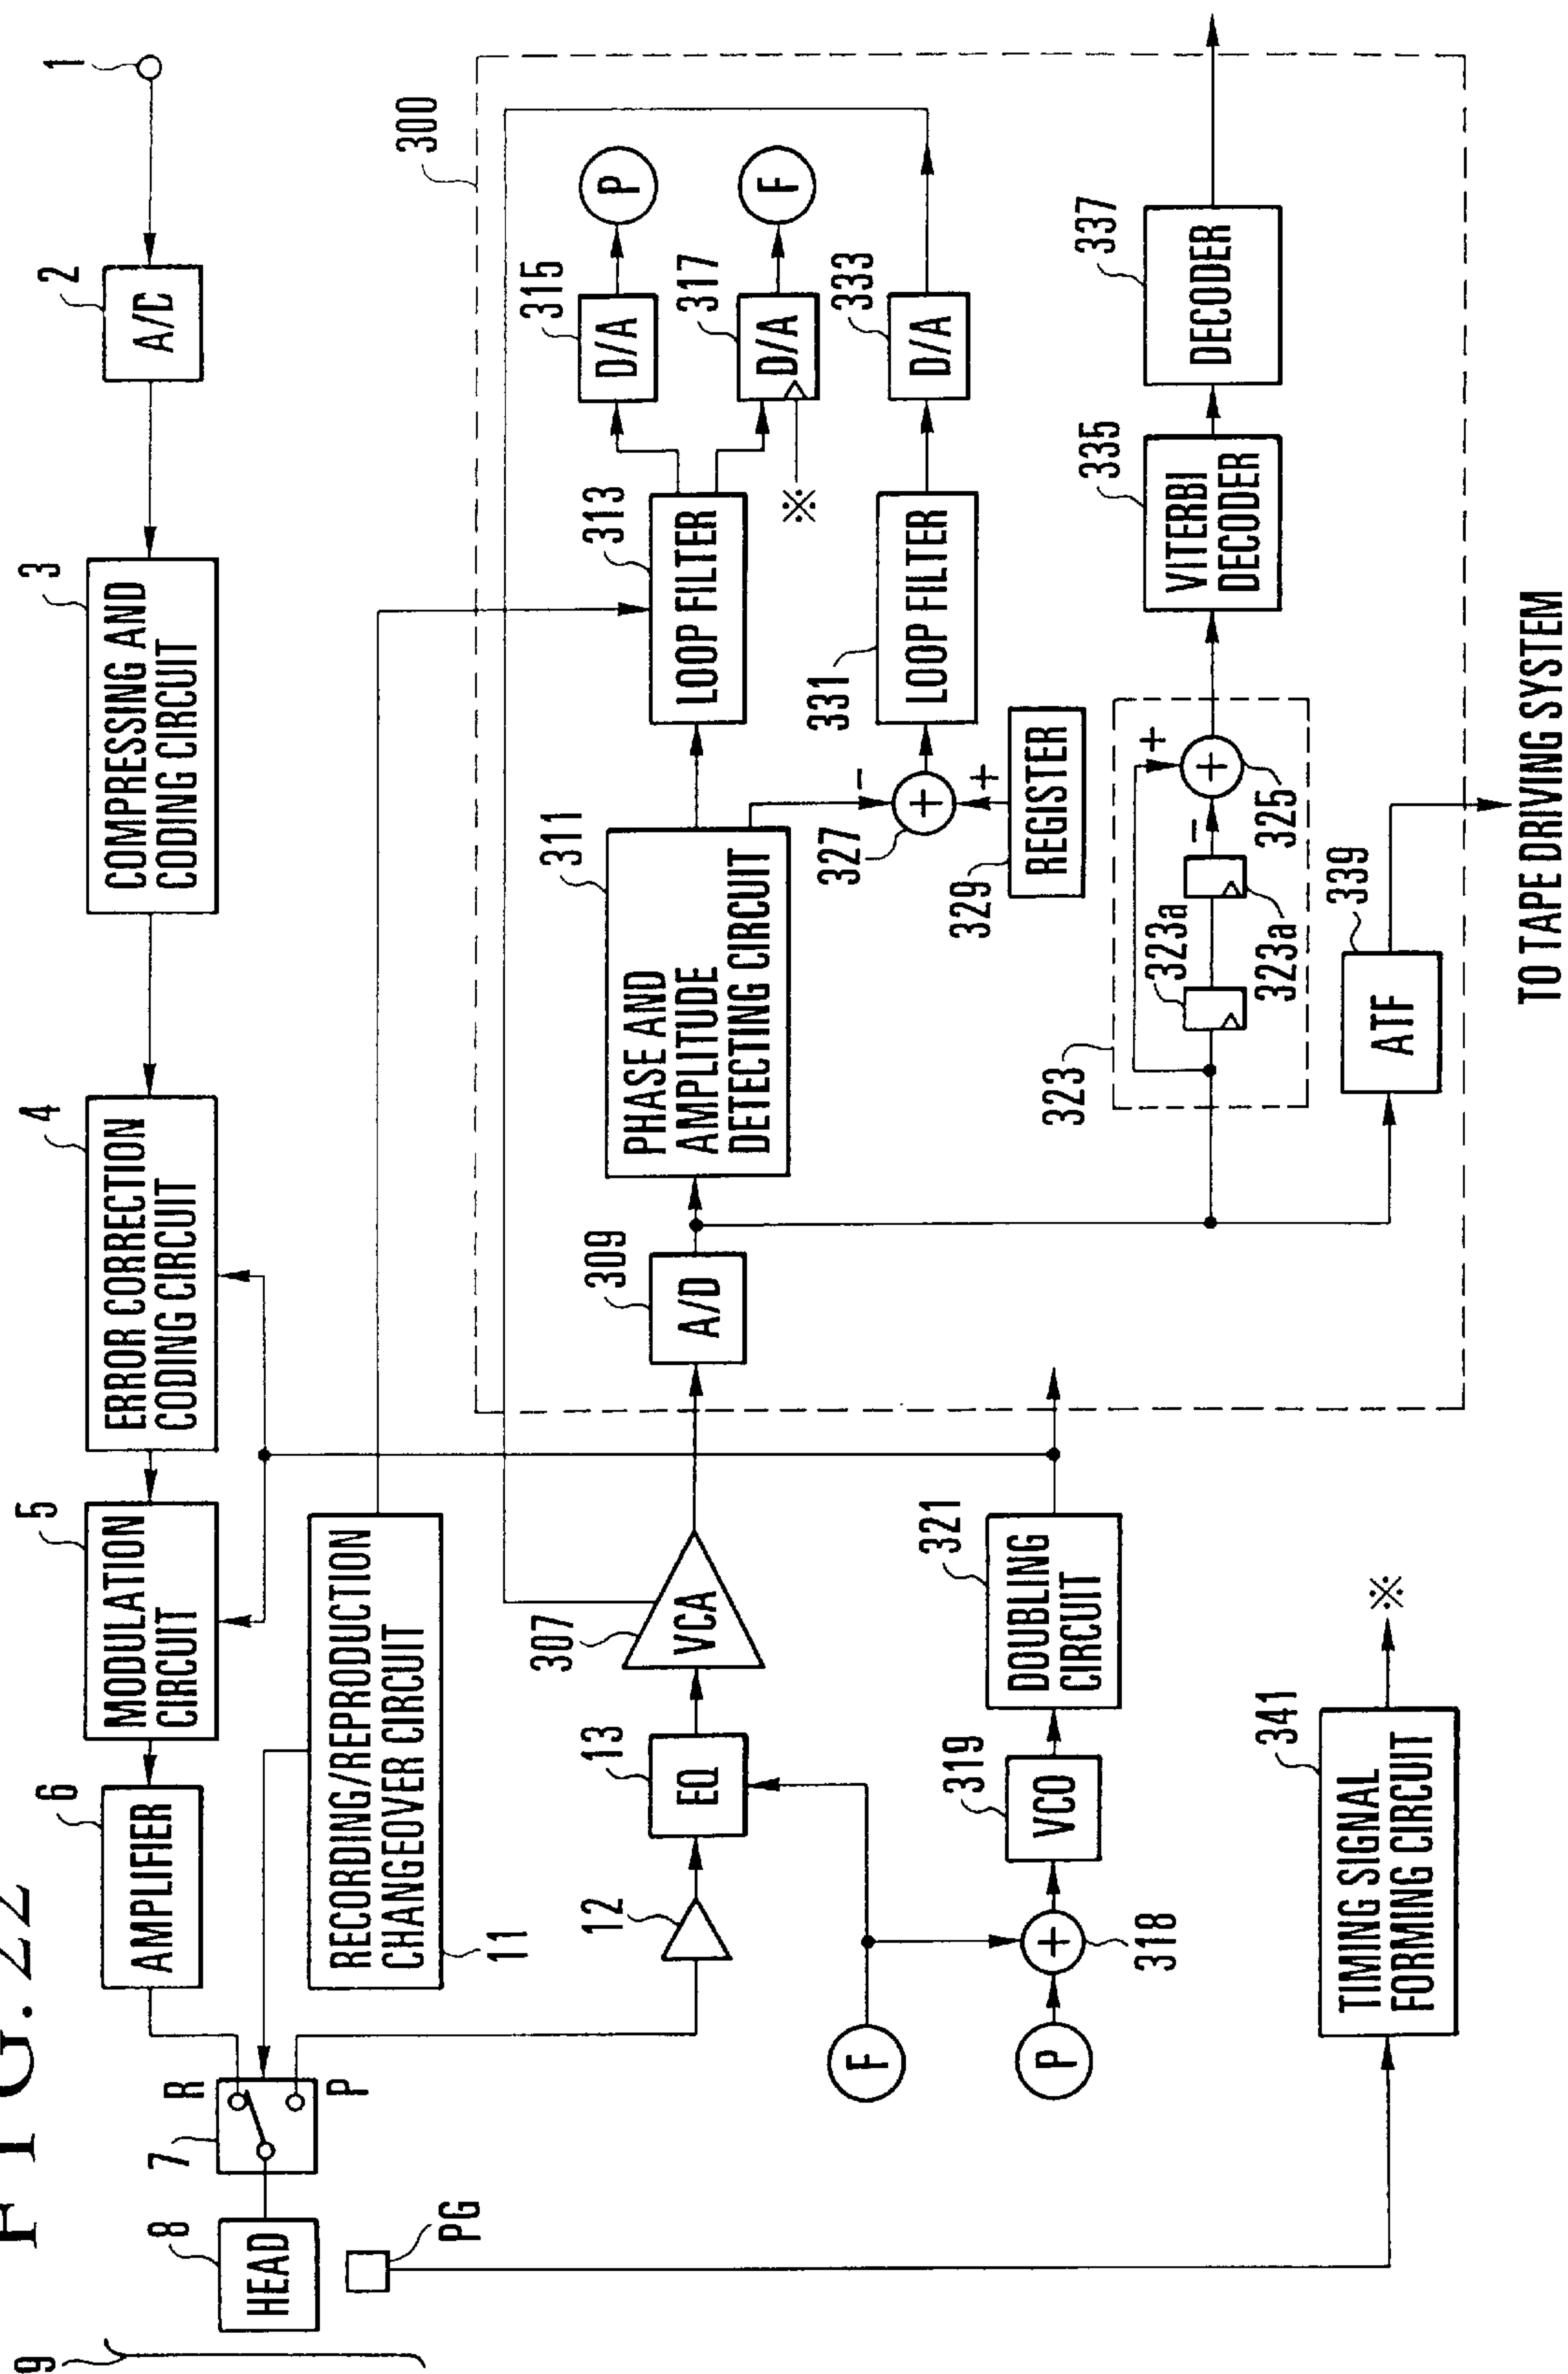 FIG. 22
9
8
HEAD
7
R
P
6
AMPLIFIER
5
MODULATION
CIRCUIT
4
ERROR CORRECTION
CODING CIRCUIT
3
COMPRESSING AND
CODING CIRCUIT
2
A/D
1
PG
RECORDING/REPRODUCTION
CHANGEOVER CIRCUIT
11
300
12
13
EQ
307
VCA
309
A/D
311
PHASE AND
AMPLITUDE
DETECTING CIRCUIT
313
LOOP FILTER
315
D/A
P
317
D/A
F
※
327
−
+
+
329
REGISTER
331
LOOP FILTER
333
D/A
F
P
+
318
319
VCO
321
DOUBLING
CIRCUIT
323
323a
323a
−
+
+
325
335
VITERBI
DECODER
337
DECODER
339
ATF
341
TIMING SIGNAL
FORMING CIRCUIT
※
TO TAPE DRIVING SYSTEM